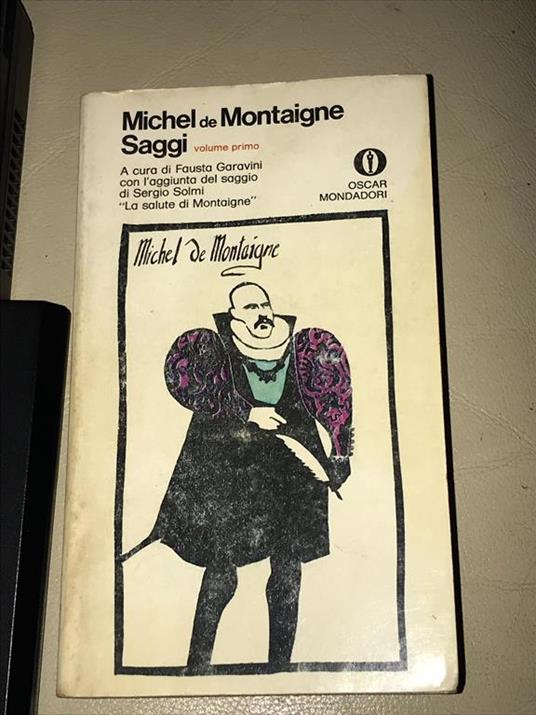 Michel de Montaigne
Saggi volume primo
A cura di Fausta Garavini
con l'aggiunta del saggio
di Sergio Solmi
"La salute di Montaigne"
OSCAR
MONDADORI
Michel de Montaigne